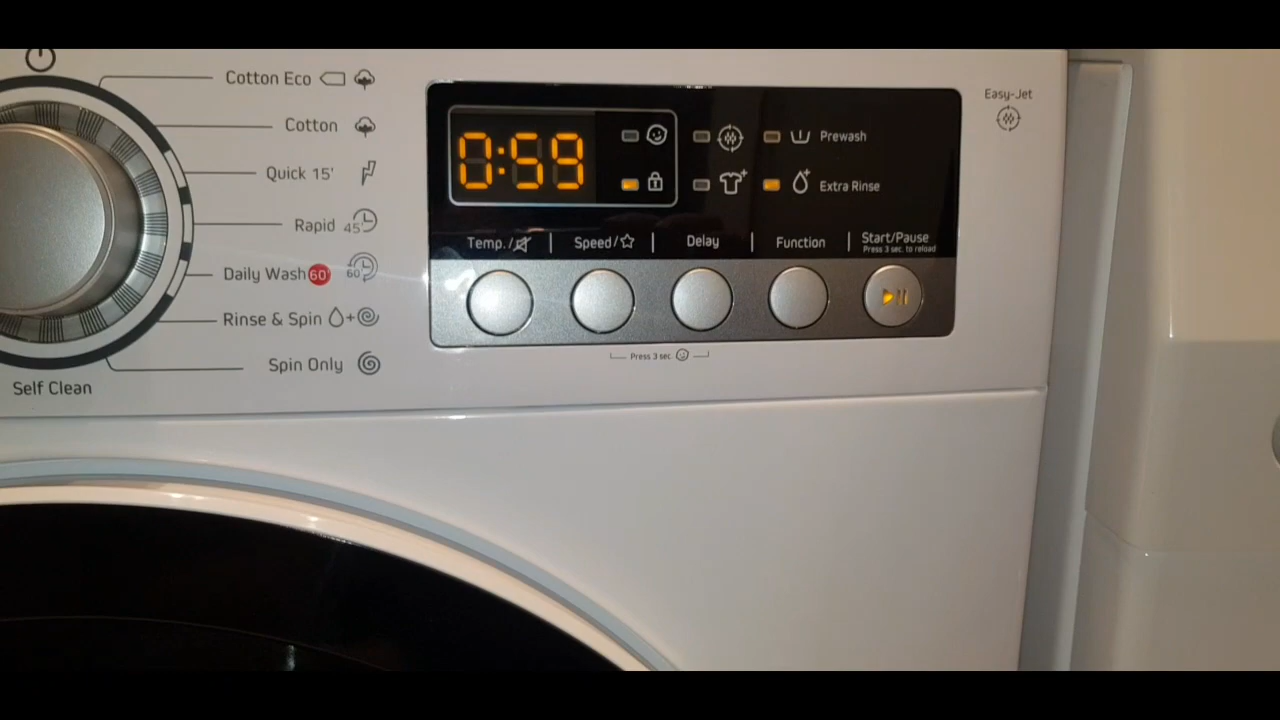 Cotton Eco
Cotton
Quick 15'
Rapid 45'
Daily Wash 60' 60'
Rinse & Spin +
Spin Only
Self Clean
0:59
Prewash
Extra Rinse
Temp./
Speed/
Delay
Function
Start/Pause
Press 3 sec. to reload
Press 3 sec.
Easy-Jet